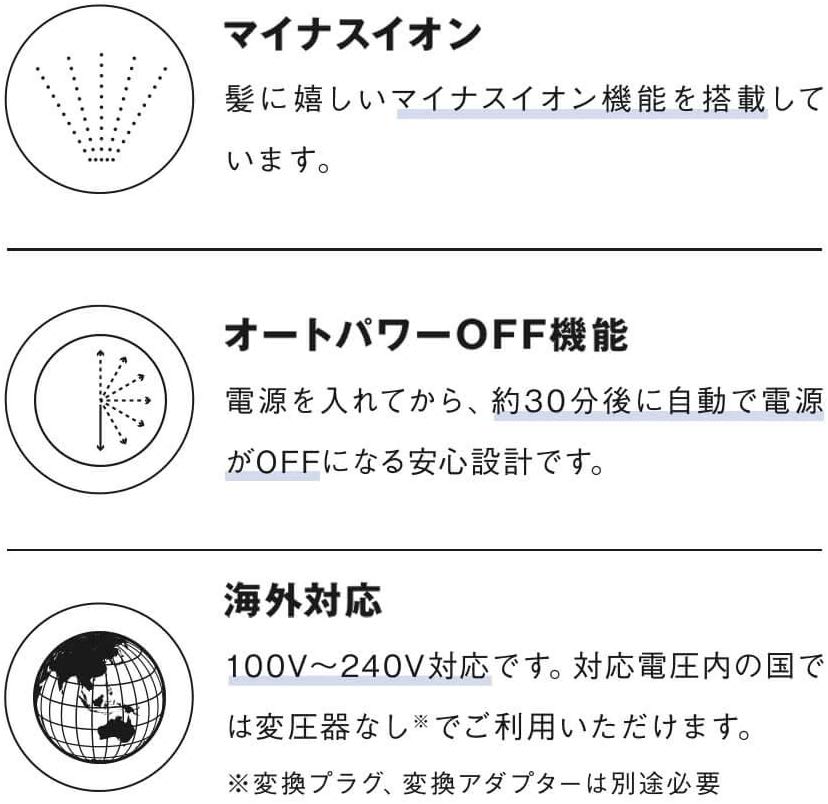 マイナスイオン
髪に嬉しいマイナスイオン機能を搭載して
います。
オートパワーOFF機能
電源を入れてから、約30分後に自動で電源
がOFFになる安心設計です。
海外対応
100V～240V対応です。対応電圧内の国で
は変圧器なし※でご利用いただけます。
※変換プラグ、変換アダプターは別途必要